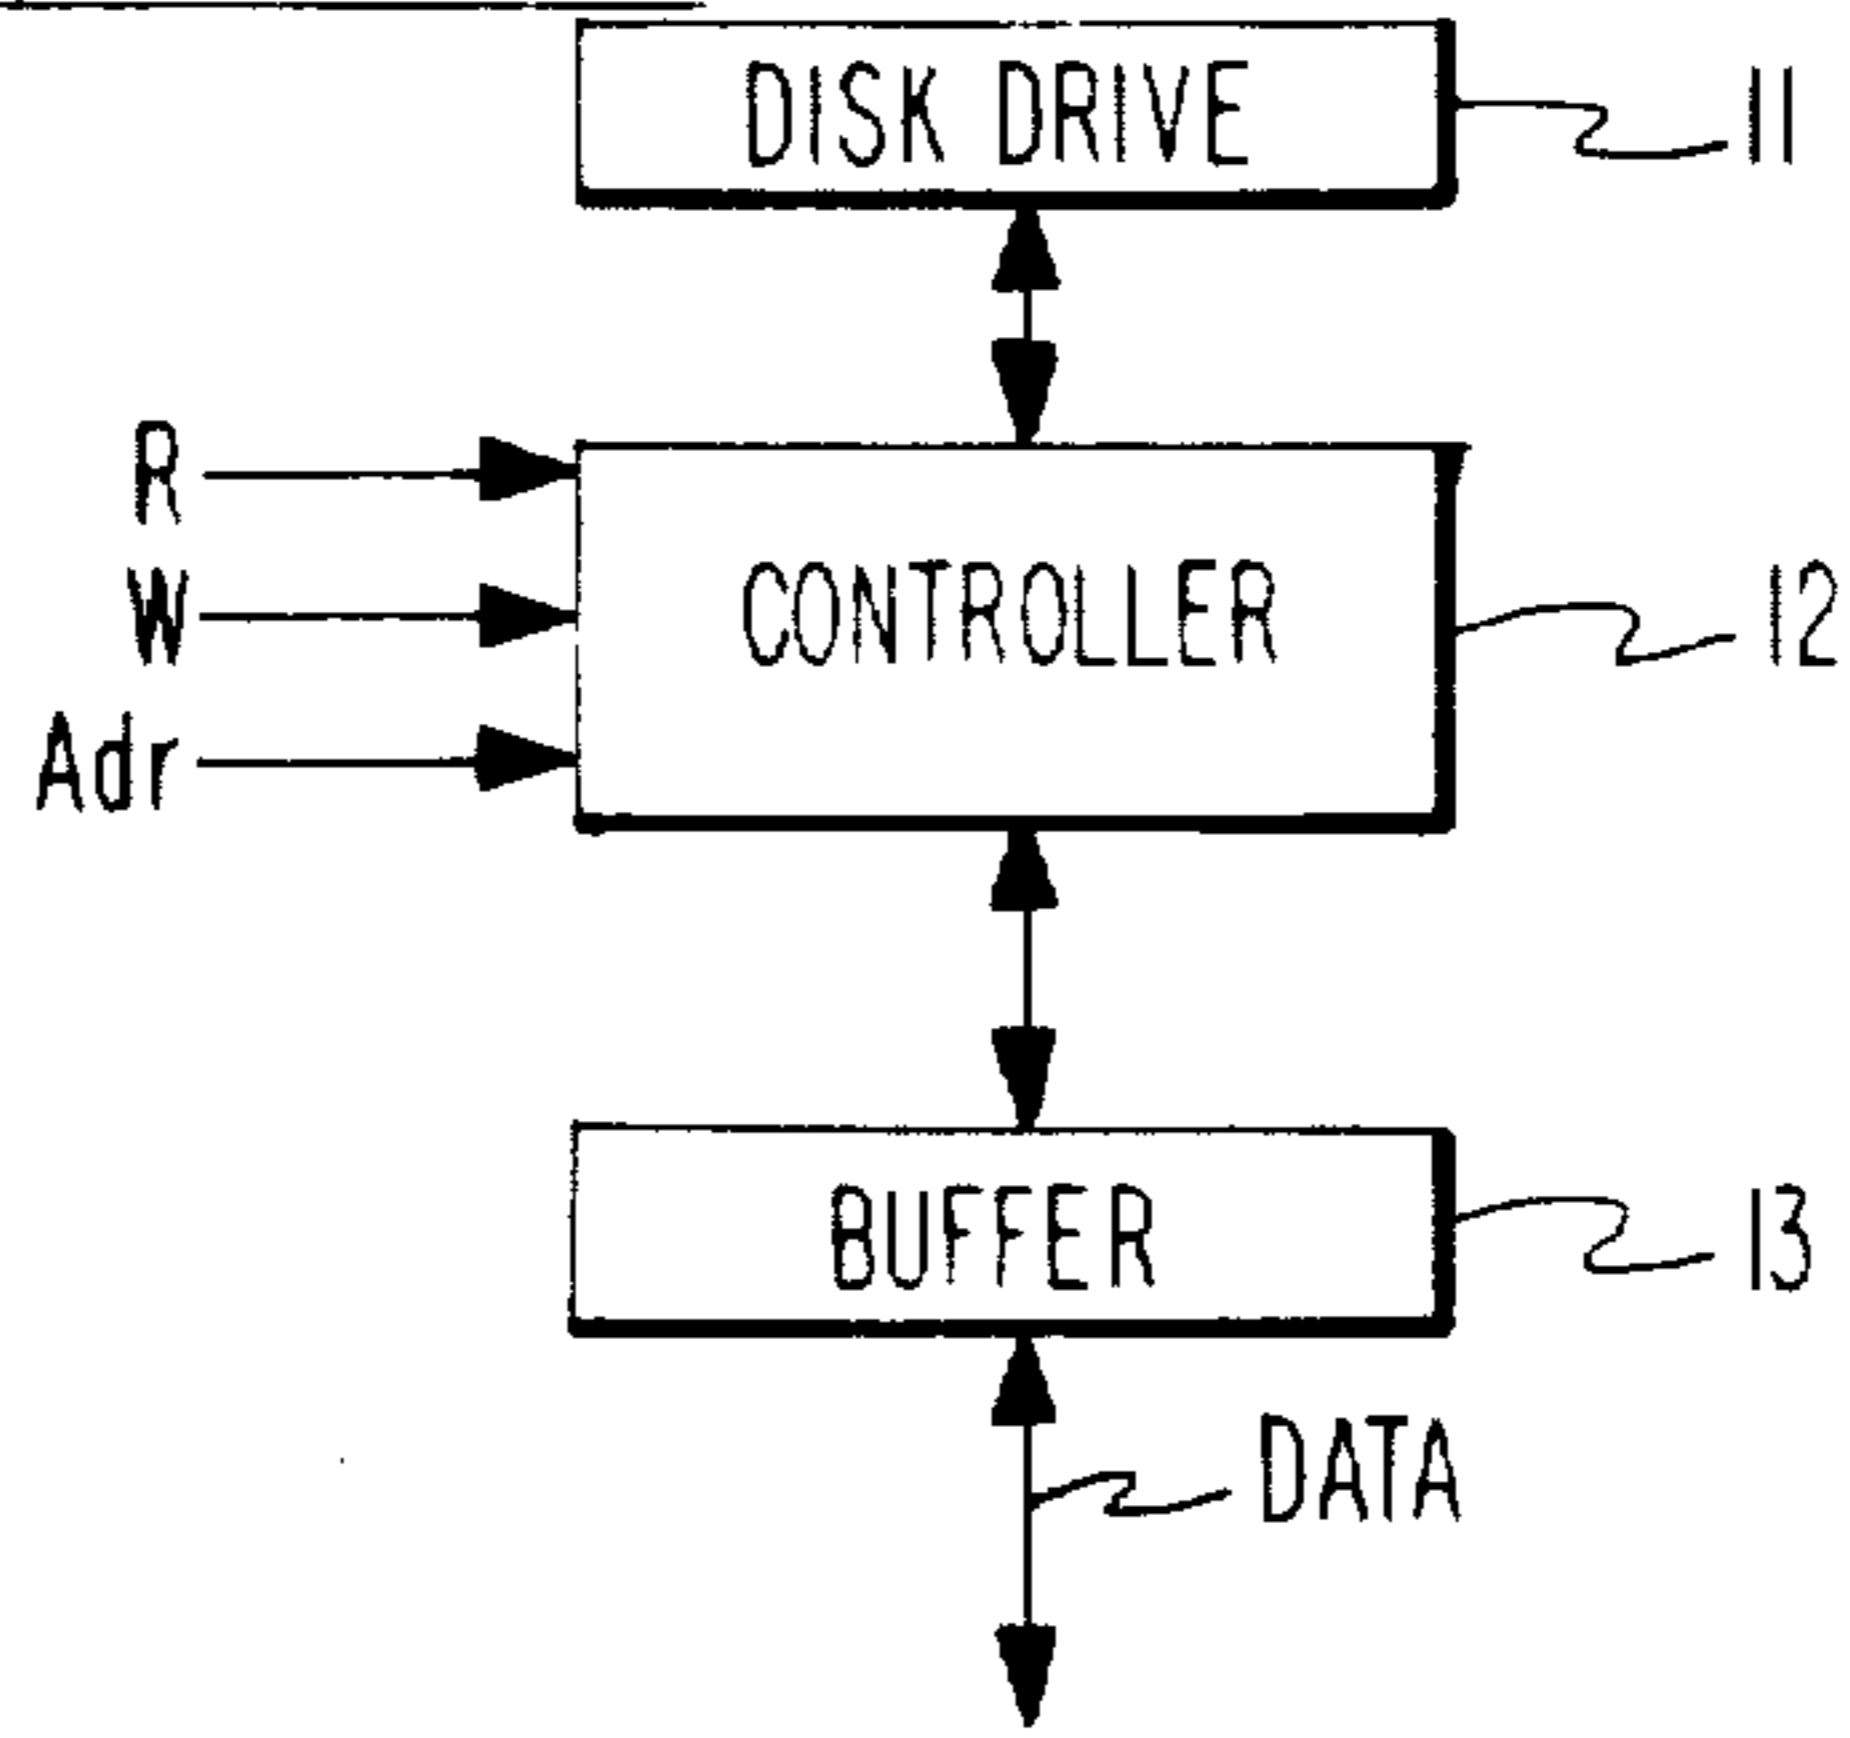 DISK DRIVE 11
R
W
Adr
CONTROLLER 12
BUFFER 13
DATA